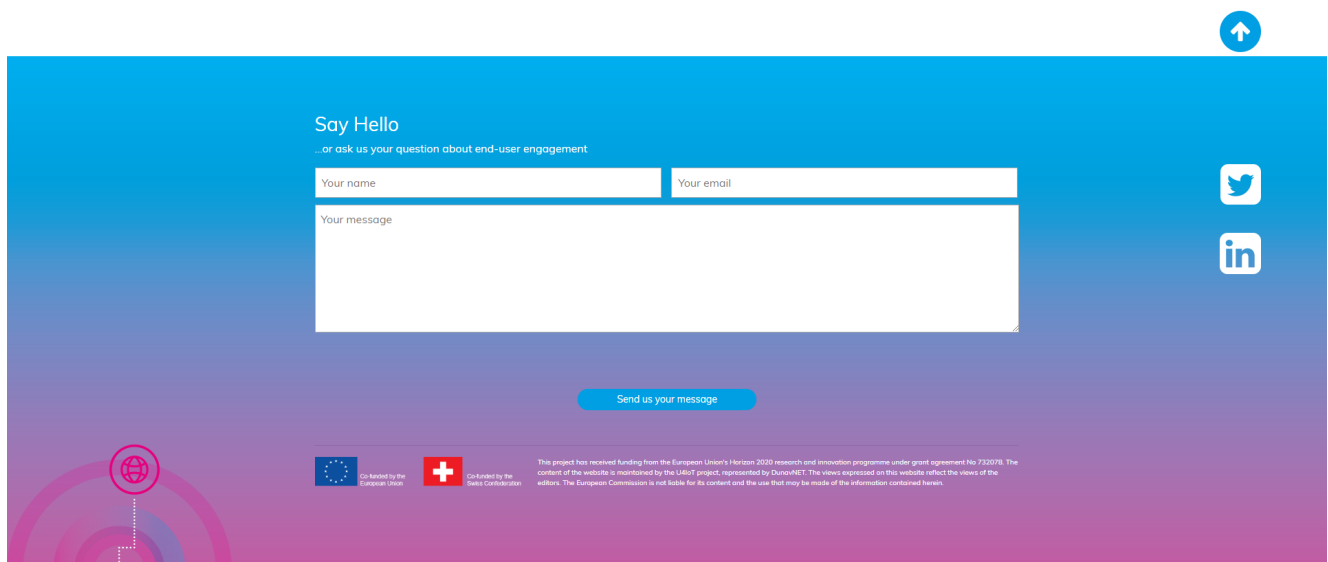 Say Hello
...or ask us your question about end-user engagement
Your name
Your email
Your message
in
Send us your message
Co-funded by the
European Union
Co-funded by the
Swiss Confederation
This project has received funding from the European Union's Horizon 2020 research and innovation programme under grant agreement No 732078. The
content of the website is maintained by the U4IoT project, represented by DunavNET. The views expressed on this website reflect the views of the
editors. The European Commission is not liable for its content and the use that may be made of the information contained herein.